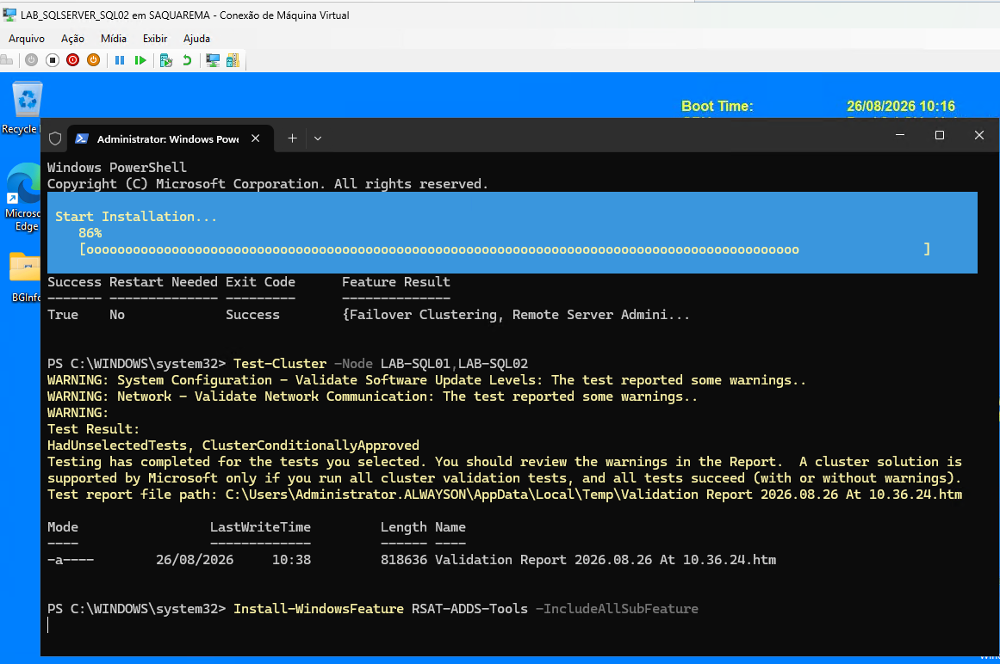 LAB_SQLSERVER_SQL02 em SAQUAREMA - Conexão de Máquina Virtual
Arquivo Ação Mídia Exibir Ajuda
Boot Time: 26/08/2026 10:16
Recycle
Microso
Edge
BGInfo
Administrator: Windows Powe
Windows PowerShell
Copyright (C) Microsoft Corporation. All rights reserved.
Start Installation...
86%
[oooooooooooooooooooooooooooooooooooooooooooooooooooooooooooooooooooooooooooooooooooooooooooo ]
Success Restart Needed Exit Code Feature Result
------- -------------- --------- --------------
True No Success {Failover Clustering, Remote Server Admini...
PS C:\WINDOWS\system32> Test-Cluster -Node LAB-SQL01,LAB-SQL02
WARNING: System Configuration - Validate Software Update Levels: The test reported some warnings..
WARNING: Network - Validate Network Communication: The test reported some warnings..
WARNING:
Test Result:
HadUnselectedTests, ClusterConditionallyApproved
Testing has completed for the tests you selected. You should review the warnings in the Report.  A cluster solution is
supported by Microsoft only if you run all cluster validation tests, and all tests succeed (with or without warnings).
Test report file path: C:\Users\Administrator.ALWAYSON\AppData\Local\Temp\Validation Report 2026.08.26 At 10.36.24.htm
Mode LastWriteTime Length Name
---- ------------- ------ ----
-a---- 26/08/2026 10:38 818636 Validation Report 2026.08.26 At 10.36.24.htm
PS C:\WINDOWS\system32> Install-WindowsFeature RSAT-ADDS-Tools -IncludeAllSubFeature